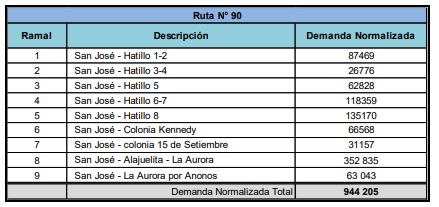 Ruta N° 90
Ramal Descripción Demanda Normalizada
1 San José - Hatillo 1-2 87469
2 San José - Hatillo 3-4 26776
3 San José - Hatillo 5 62828
4 San José - Hatillo 6-7 118359
5 San José - Hatillo 8 135170
6 San José - Colonia Kennedy 66568
7 San José - colonia 15 de Setiembre 31157
8 San José - Alajuelita - La Aurora 352 835
9 San José - La Aurora por Anonos 63 043
Demanda Normalizada Total 944 205